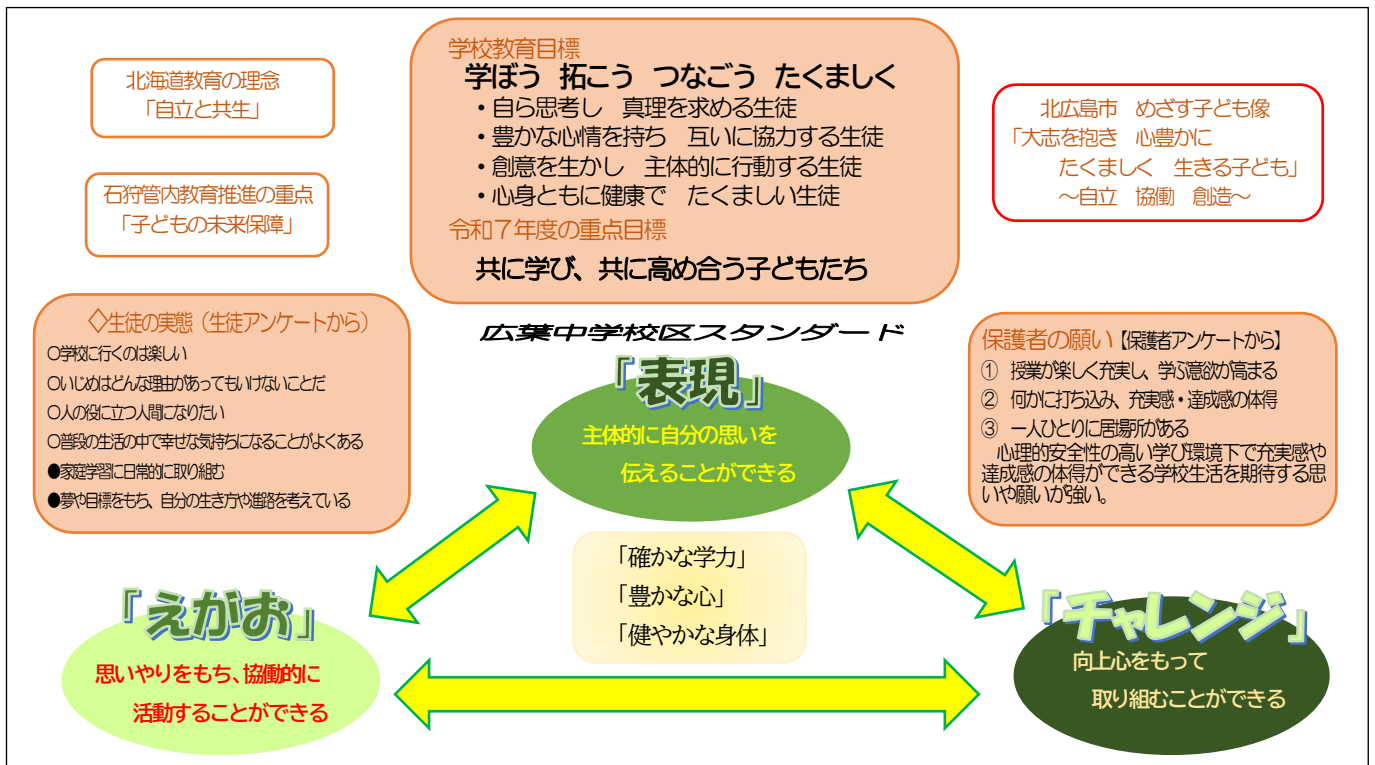 北海道教育の理念
「自立と共生」
石狩管内教育推進の重点
「子どもの未来保障」
学校教育目標
学ぼう 拓こう つなごう たくましく
・自ら思考し 真理を求める生徒
・豊かな心情を持ち 互いに協力する生徒
・創意を生かし 主体的に行動する生徒
・心身ともに健康で たくましい生徒
令和７年度の重点目標
共に学び、共に高め合う子どもたち
北広島市 めざす子ども像
「大志を抱き 心豊かに
たくましく 生きる子ども」
～自立 協働 創造～
◇生徒の実態（生徒アンケートから）
○学校に行くのは楽しい
○いじめはどんな理由があってもいけないことだ
○人の役に立つ人間になりたい
○普段の生活の中で幸せな気持ちになることがよくある
●家庭学習に日常的に取り組む
●夢や目標をもち、自分の生き方や進路を考えている
広葉中学校区スタンダード
「表現」
主体的に自分の思いを
伝えることができる
保護者の願い【保護者アンケートから】
① 授業が楽しく充実し、学ぶ意欲が高まる
② 何かに打ち込み、充実感・達成感の体得
③ 一人ひとりに居場所がある
心理的安全性の高い学び環境下で充実感や
達成感の体得ができる学校生活を期待する思
いや願いが強い。
「確かな学力」
「豊かな心」
「健やかな身体」
「えがお」
思いやりをもち、協働的に
活動することができる
「チャレンジ」
向上心をもって
取り組むことができる